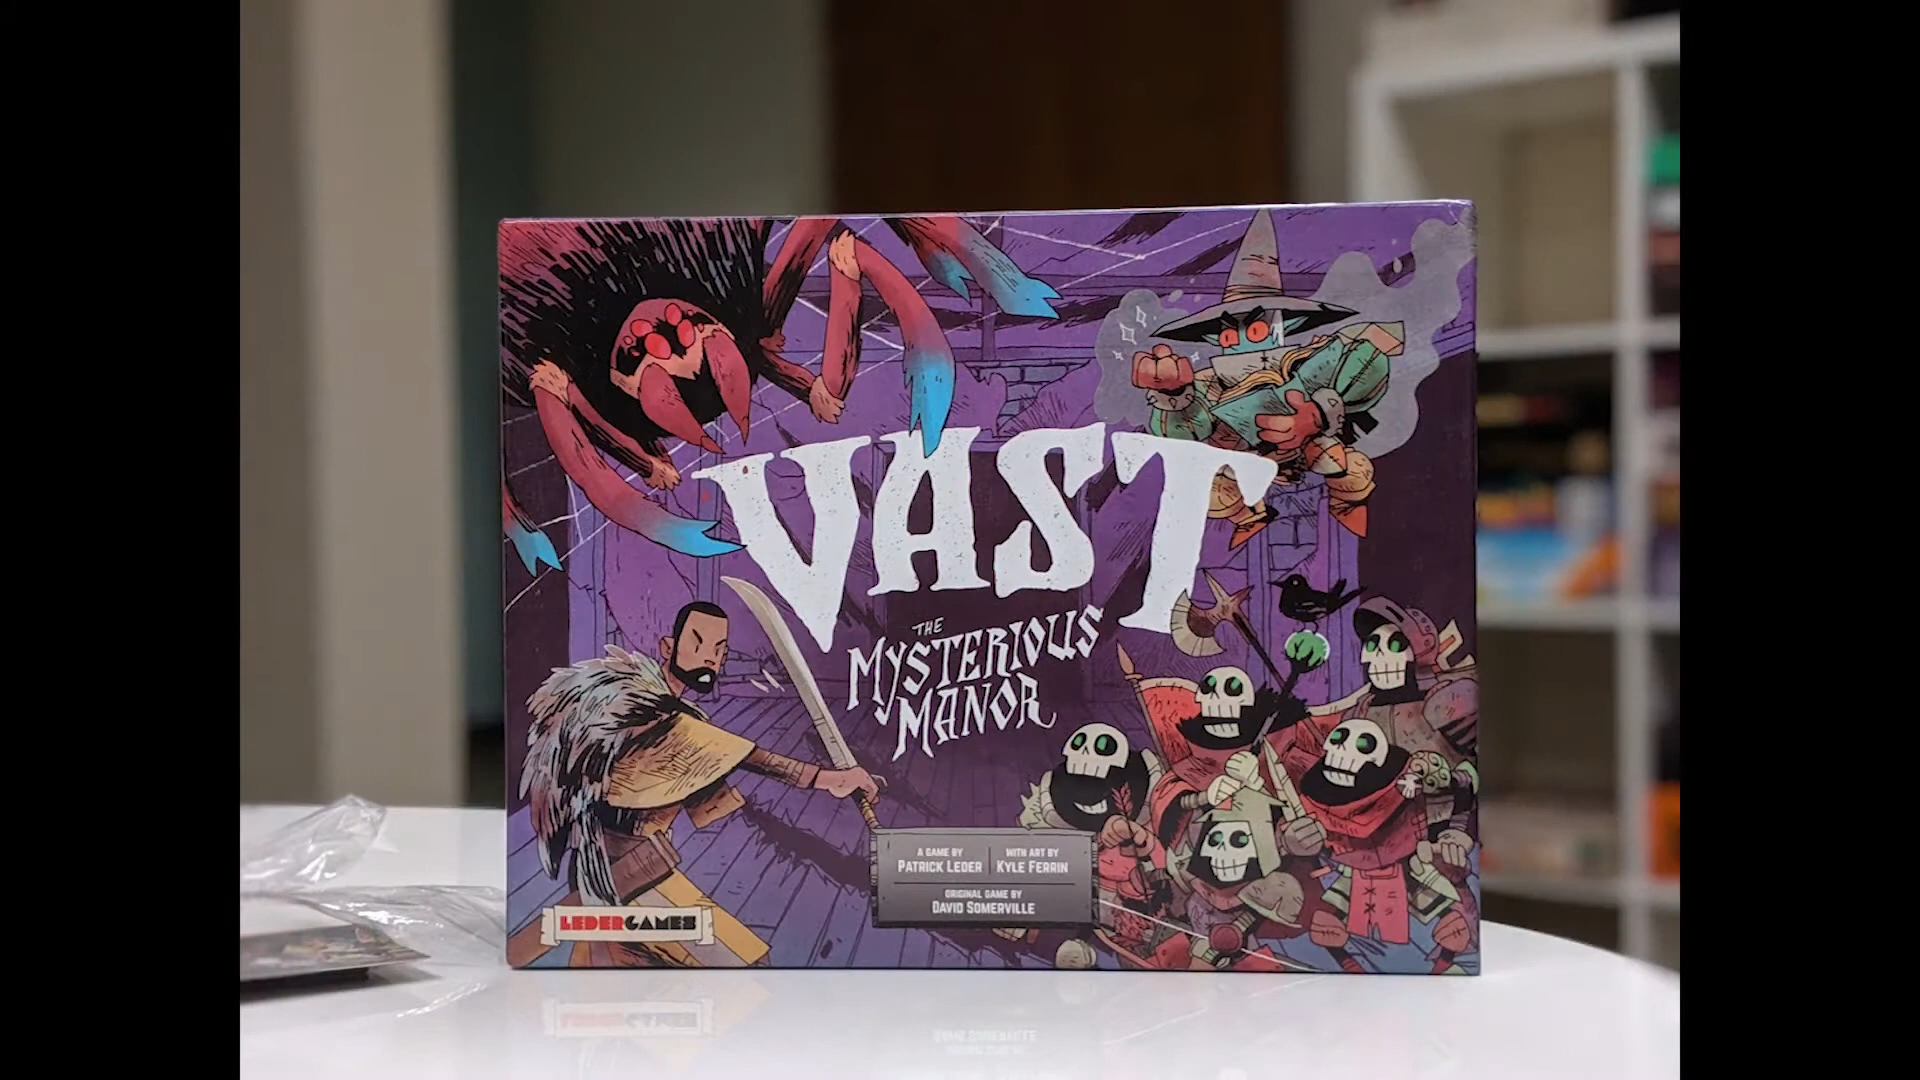 VAST
THE
MYSTERIOUS
MANOR
A GAME BY
PATRICK LEDER
WITH ART BY
KYLE FERRIN
ORIGINAL GAME BY
DAVID SOMERVILLE
LEDERGAMES